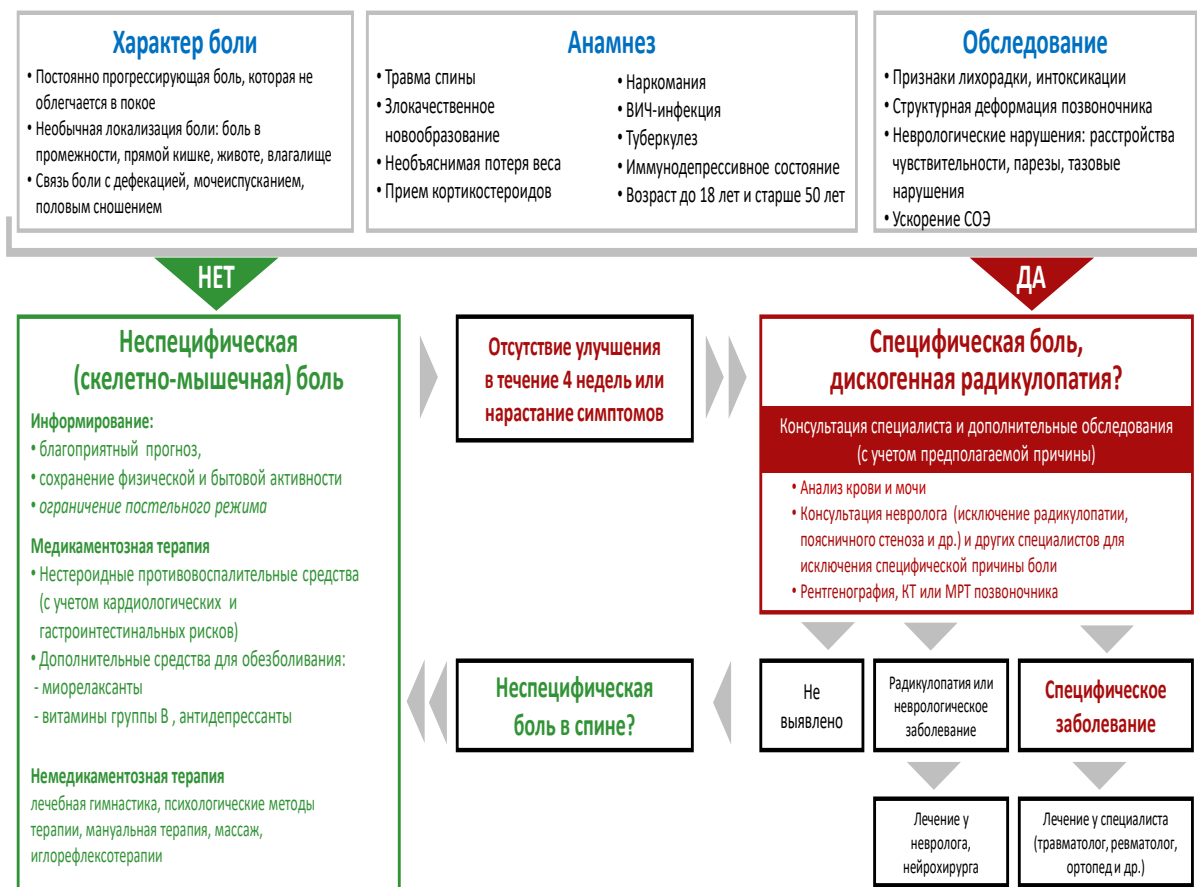 Характер боли
• Постоянно прогрессирующая боль, которая не
облегчается в покое
• Необычная локализация боли: боль в
промежности, прямой кишке, животе, влагалище
• Связь боли с дефекацией, мочеиспусканием,
половым сношением
Анамнез
• Травма спины
• Злокачественное
новообразование
• Необъяснимая потеря веса
• Прием кортикостероидов
• Наркомания
• ВИЧ-инфекция
• Туберкулез
• Иммунодепрессивное состояние
• Возраст до 18 лет и старше 50 лет
Обследование
• Признаки лихорадки, интоксикации
• Структурная деформация позвоночника
• Неврологические нарушения: расстройства
чувствительности, парезы, тазовые
нарушения
• Ускорение СОЭ
НЕТ
ДА
Неспецифическая
(скелетно-мышечная) боль
Информирование:
• благоприятный прогноз,
• сохранение физической и бытовой активности
• ограничение постельного режима
Медикаментозная терапия
• Нестероидные противовоспалительные средства
(с учетом кардиологических и
гастроинтестинальных рисков)
• Дополнительные средства для обезболивания:
- миорелаксанты
- витамины группы В , антидепрессанты
Немедикаментозная терапия
лечебная гимнастика, психологические методы
терапии, мануальная терапия, массаж,
иглорефлексотерапии
Отсутствие улучшения
в течение 4 недель или
нарастание симптомов
Специфическая боль,
дискогенная радикулопатия?
Консультация специалиста и дополнительные обследования
(с учетом предполагаемой причины)
• Анализ крови и мочи
• Консультация невролога (исключение радикулопатии,
поясничного стеноза и др.) и других специалистов для
исключения специфической причины боли
• Рентгенография, КТ или МРТ позвоночника
Неспецифическая
боль в спине?
Не
выявлено
Радикулопатия или
неврологическое
заболевание
Специфическое
заболевание
Лечение у
невролога,
нейрохирурга
Лечение у специалиста
(травматолог, ревматолог,
ортопед и др.)